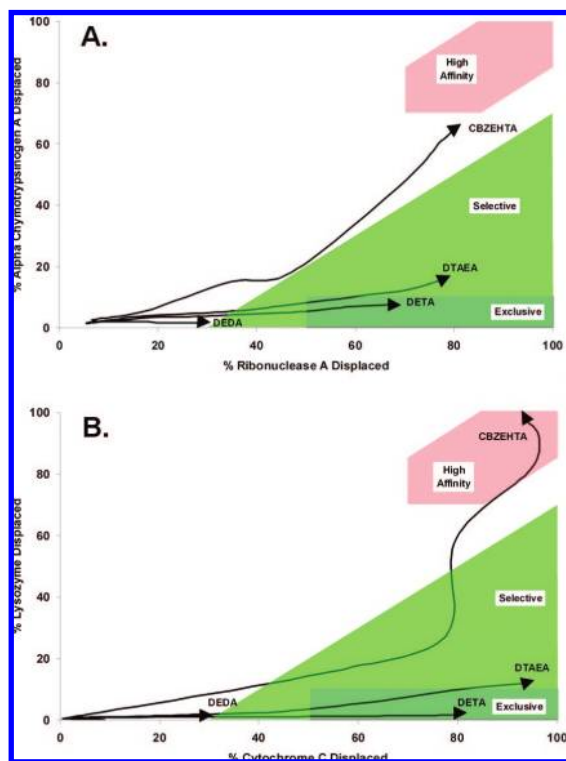 A.
% Alpha Chymotrypsinogen A Displaced
100
80
60
40
20
0
High
Affinity
CBZEHTA
Selective
DTAEA
DETA
DEDA
Exclusive
0 20 40 60 80 100
% Ribonuclease A Displaced
B.
% Lysozyme Displaced
100
80
60
40
20
0
CBZEHTA
High
Affinity
Selective
DTAEA
DEDA
DETA
Exclusive
0 20 40 60 80 100
% Cytochrome C Displaced